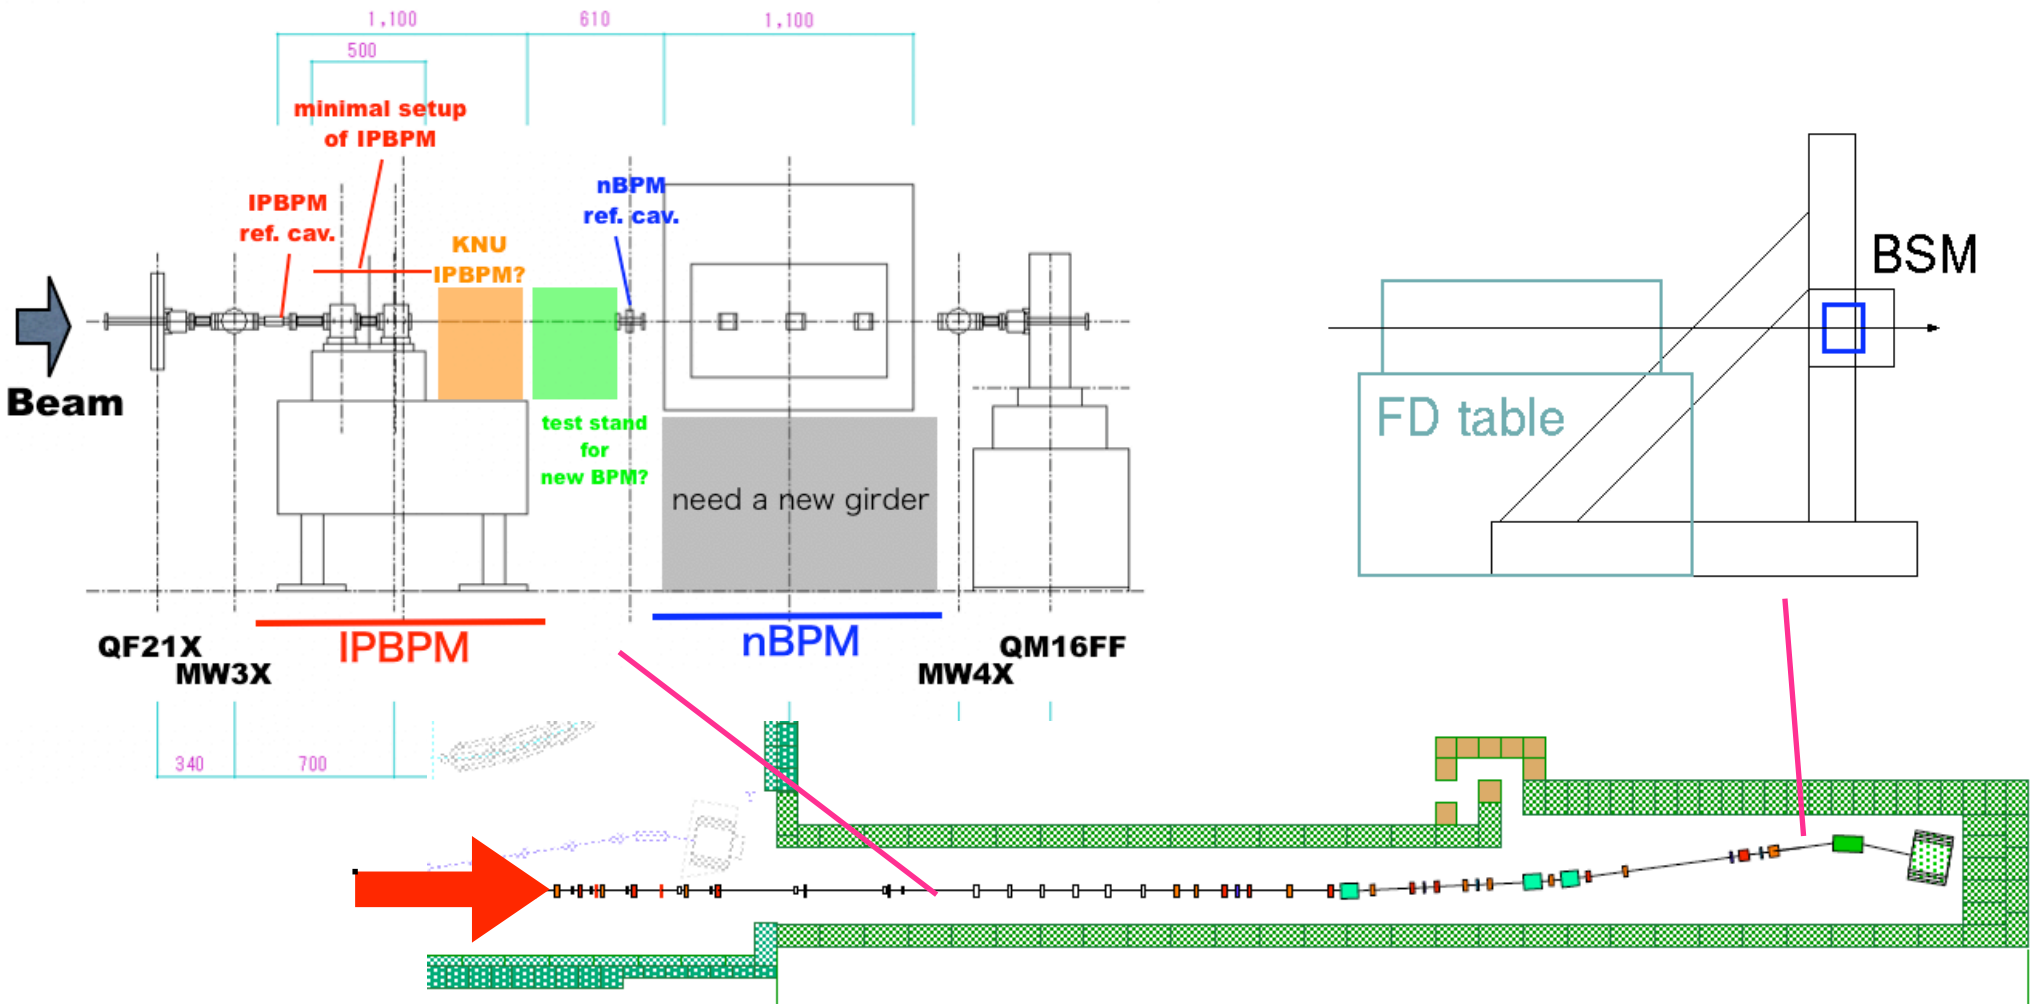 1,100
610
1,100
500
minimal setup
of IPBPM
IPBPM
ref. cav.
KNU
IPBPM?
nBPM
ref. cav.
BSM
Beam
FD table
test stand
for
new BPM?
need a new girder
QF21X
MW3X
IPBPM
nBPM
MW4X
QM16FF
340
700